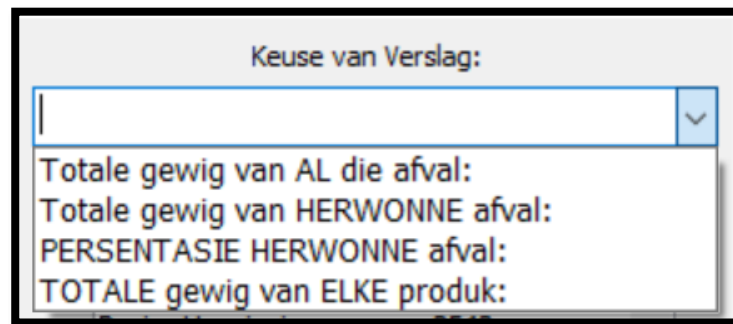 Keuse van Verslag:
Totale gewig van AL die afval:
Totale gewig van HERWONNE afval:
PERSENTASIE HERWONNE afval:
TOTALE gewig van ELKE produk: